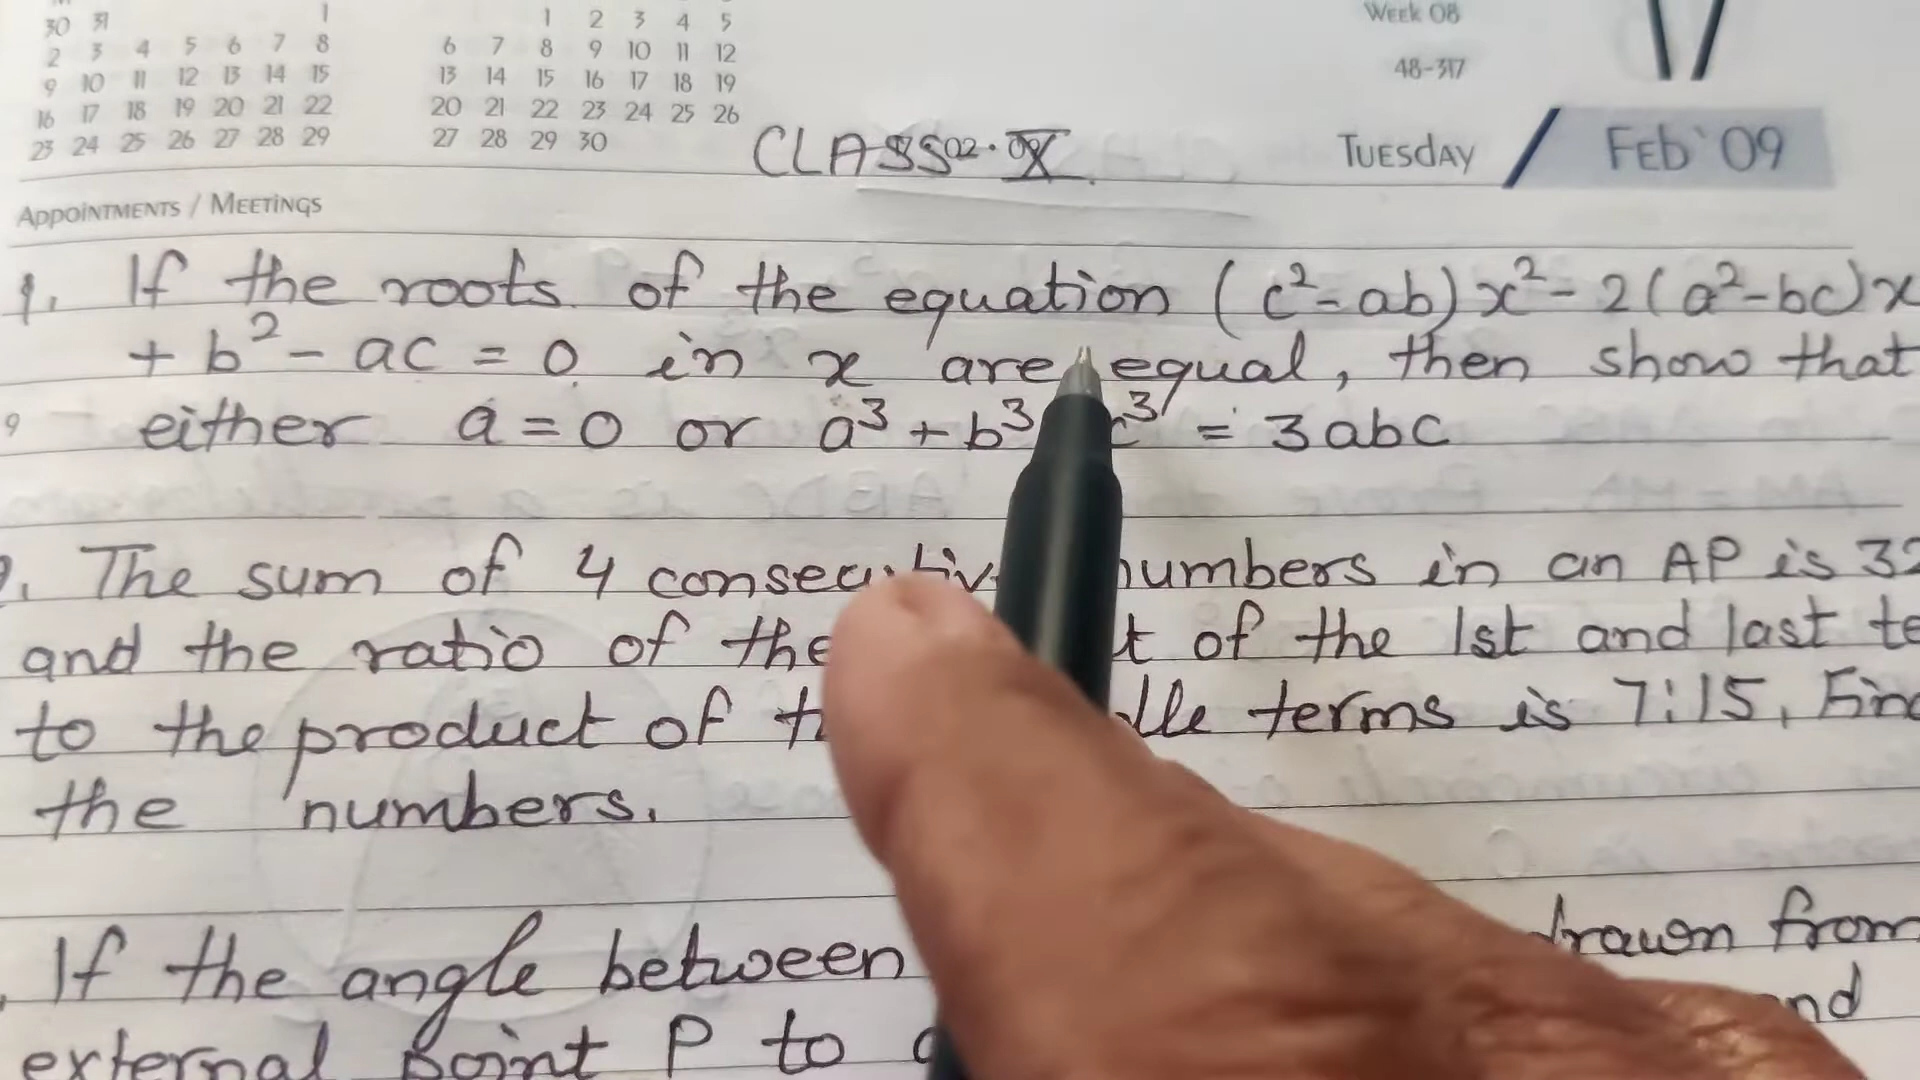 30 31 1
2 3 4 5 6 7 8
9 10 11 12 13 14 15
16 17 18 19 20 21 22
23 24 25 26 27 28 29
1 2 3 4 5
6 7 8 9 10 11 12
13 14 15 16 17 18 19
20 21 22 23 24 25 26
27 28 29 30
Week 08
48-317
CLASS X
Tuesday Feb '09
Appointments / Meetings
1. If the roots of the equation (c²-ab)x²-2(a²-bc)x
+ b² - ac = 0 in x are equal, then show that
9 either a = 0 or a³ + b³ c³ = 3abc
The sum of 4 numbers in an AP is 32
and the ratio of the of the 1st and last
to the product of terms is 7:15, Find
the numbers.
If the angle between drawn from
external point P to